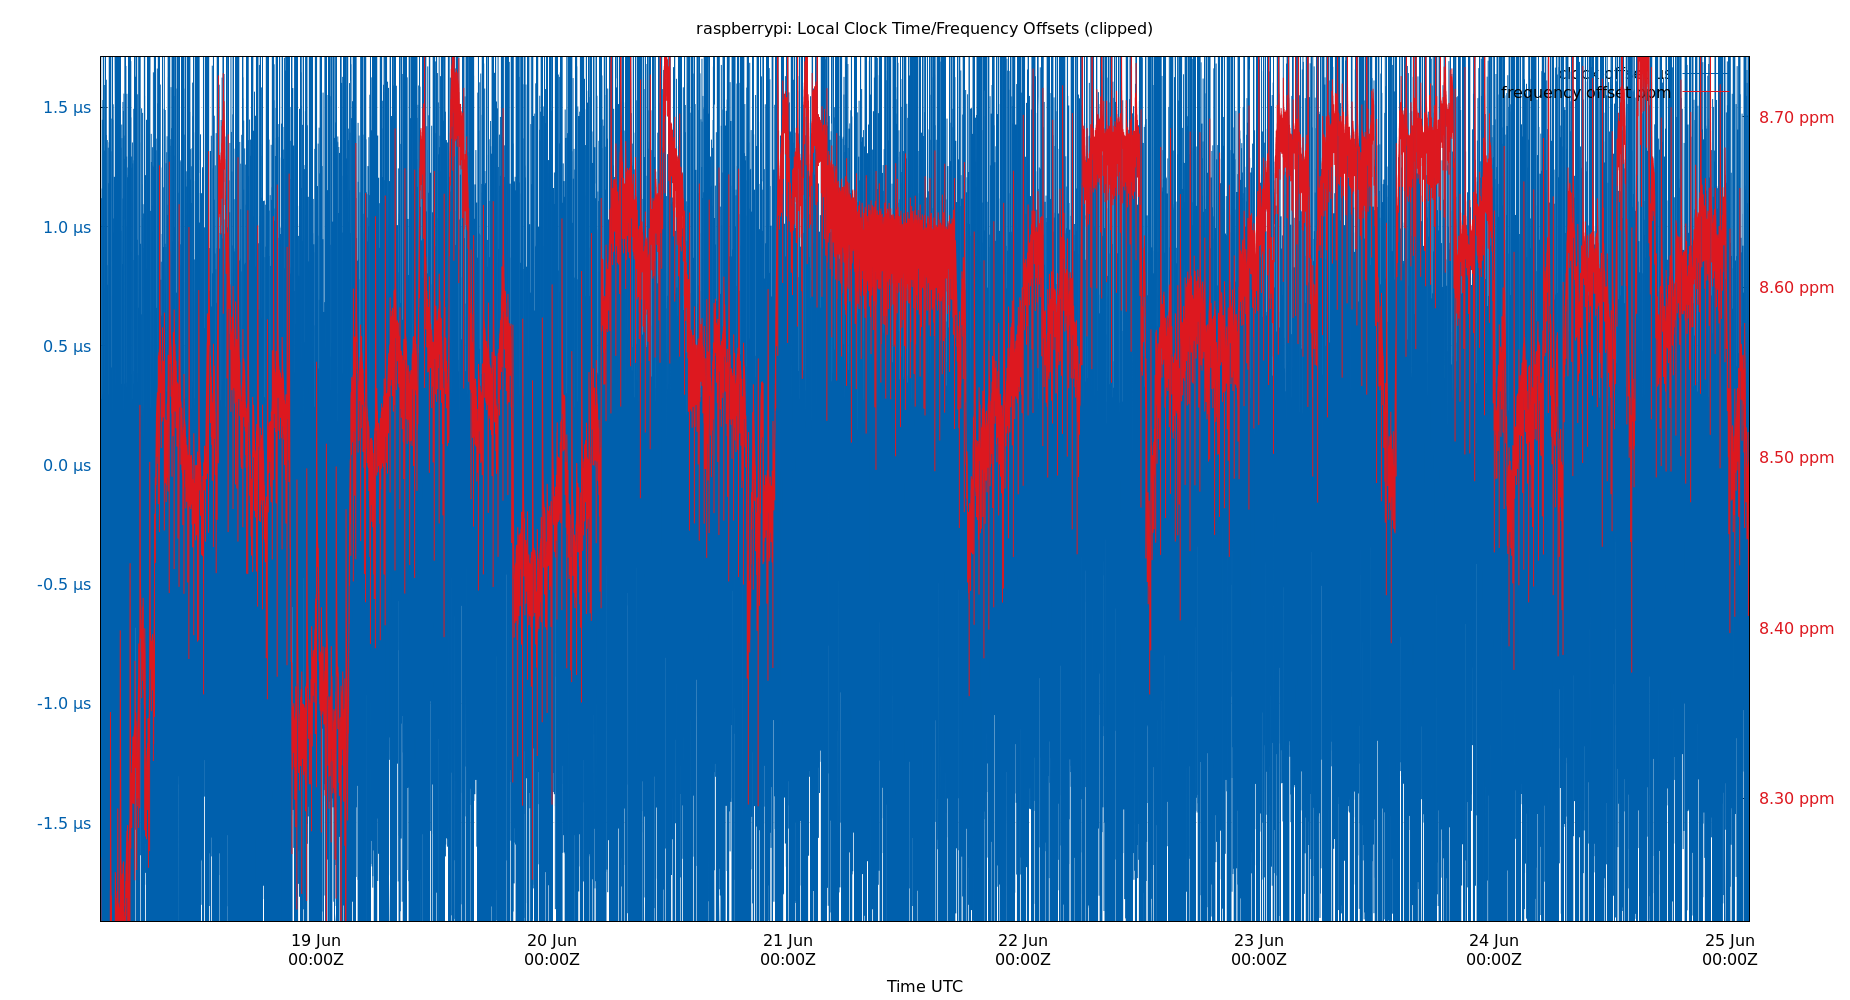 raspberrypi: Local Clock Time/Frequency Offsets (clipped)
clock offset µs
frequency offset ppm
1.5 µs
1.0 µs
0.5 µs
0.0 µs
-0.5 µs
-1.0 µs
-1.5 µs
8.70 ppm
8.60 ppm
8.50 ppm
8.40 ppm
8.30 ppm
19 Jun 20 Jun 21 Jun 22 Jun 23 Jun 24 Jun 25 Jun
00:00Z 00:00Z 00:00Z 00:00Z 00:00Z 00:00Z 00:00Z
Time UTC